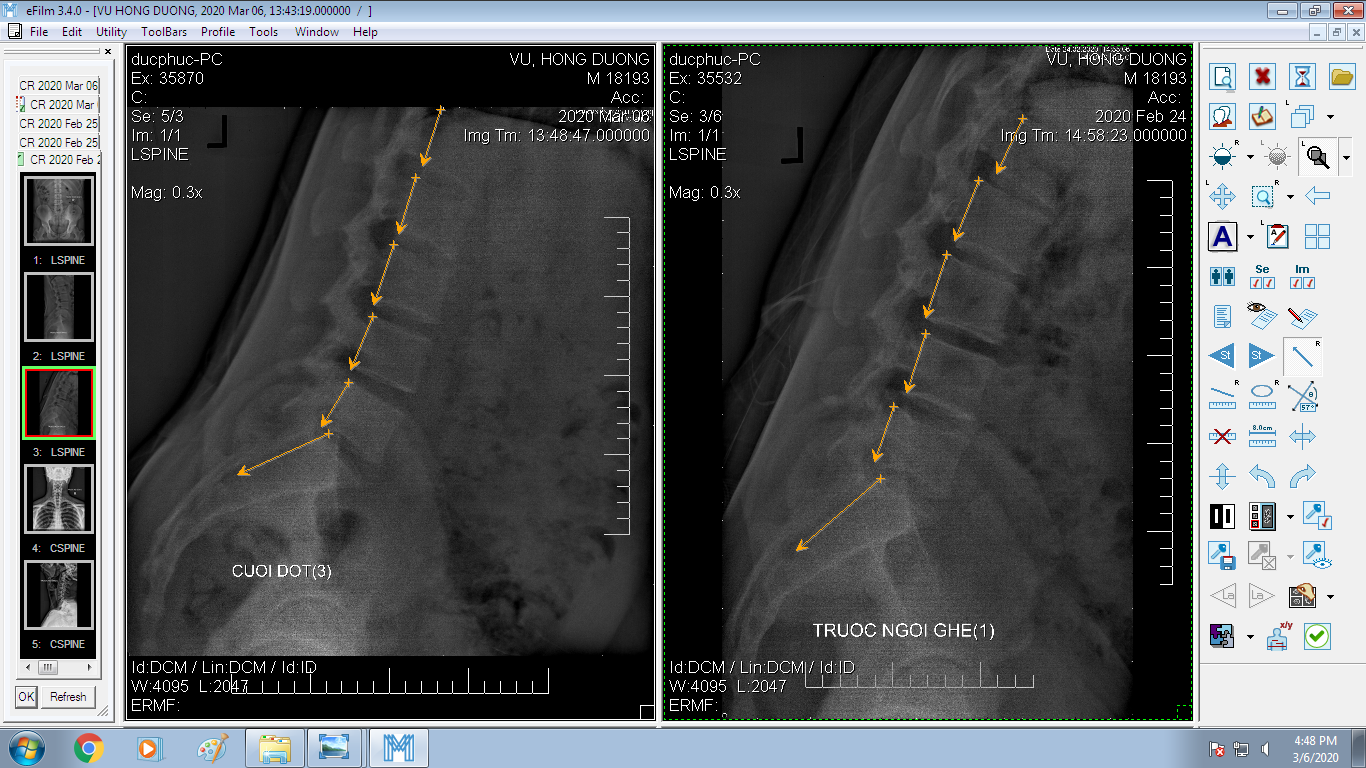 eFilm 3.4.0 - [VU HONG DUONG, 2020 Mar 06, 13:43:19.000000 / ]
File Edit Utility ToolBars Profile Tools Window Help
CR 2020 Mar 06
CR 2020 Mar
CR 2020 Feb 25
CR 2020 Feb 25
CR 2020 Feb 2
1: LSPINE
2: LSPINE
3: LSPINE
4: CSPINE
5: CSPINE
OK Refresh
ducphuc-PC
Ex: 35870
C:
Se: 5/3
Im: 1/1
LSPINE
Mag: 0.3x
VU, HONG DUONG
M 18193
Acc:
2020 Mar 06
Img Tm: 13:48:47.000000
CUOI DOT(3)
Id:DCM / Lin:DCM / Id:ID
W:4095 L:2047
ERMF:
ducphuc-PC
Ex: 35532
C:
Se: 3/6
Im: 1/1
LSPINE
Mag: 0.3x
VU, HONG DUONG
M 18193
Acc:
2020 Feb 24
Img Tm: 14:58:23.000000
TRUOC NGOI GHE(1)
Id:DCM / Lin:DCM / Id:ID
W:4095 L:2047
ERMF:
L
R
L
L
R
A
L
Se Im
St St
R
R R
57°
8.0cm
La La
x/y
4:48 PM
3/6/2020